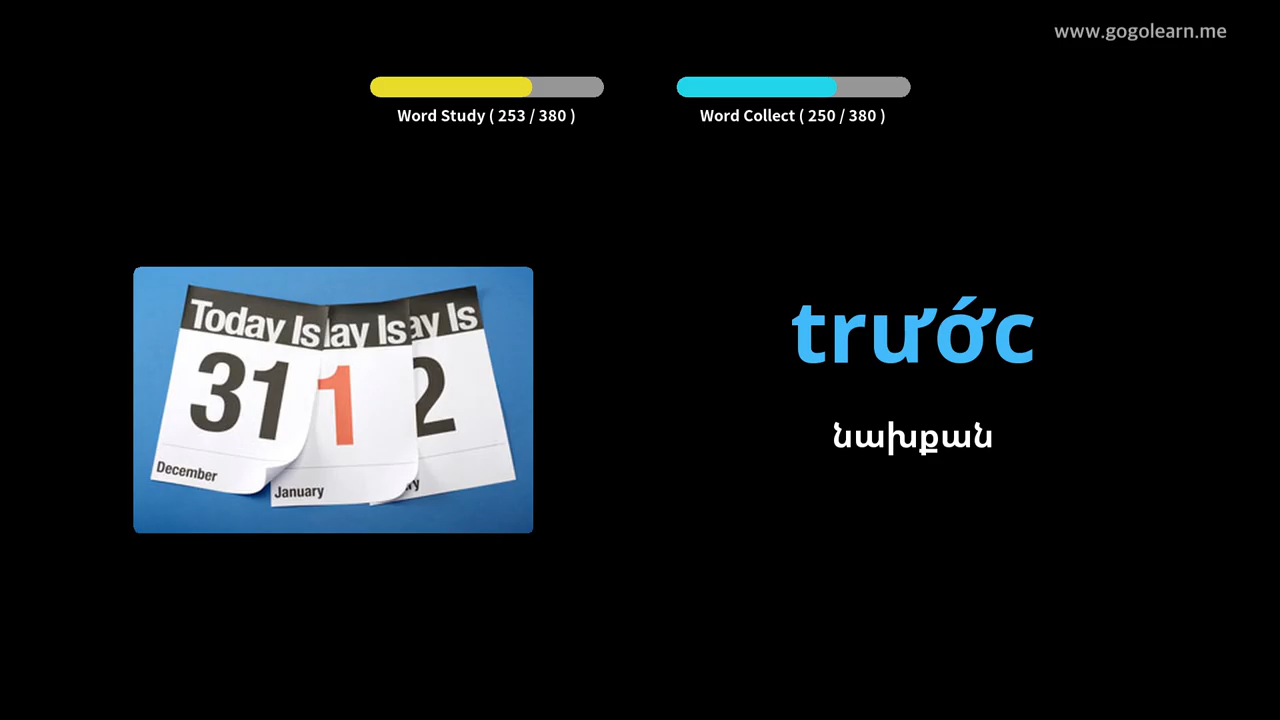 www.gogolearn.me
Word Study ( 253 / 380 )
Word Collect ( 250 / 380 )
Today Is
ay Is
ay Is
31
1
2
December
January
ry
trước
նախքան